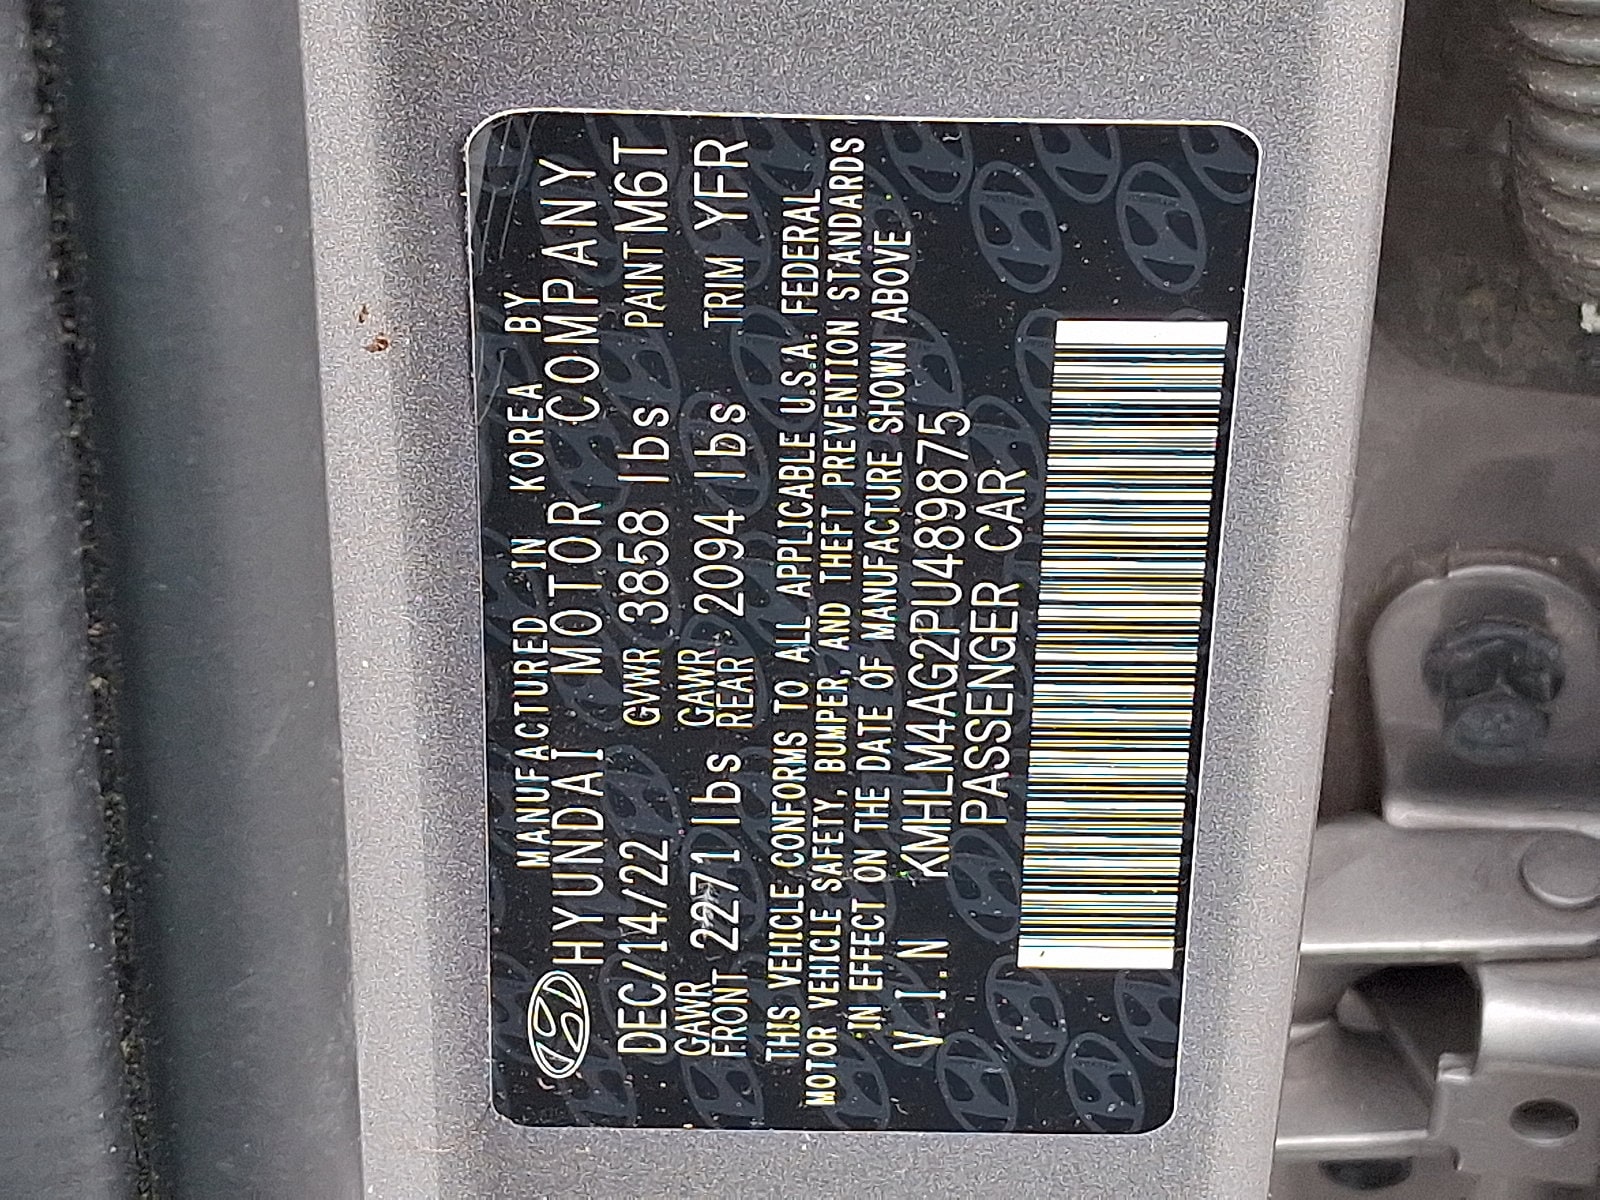 MANUFACTURED IN KOREA BY
HYUNDAI MOTOR COMPANY
DEC/14/22 GVWR 3858 lbs PAINT M6T
GAWR FRONT 2271 lbs GAWR REAR 2094 lbs TRIM YFR
THIS VEHICLE CONFORMS TO ALL APPLICABLE U.S.A. FEDERAL
MOTOR VEHICLE SAFETY, BUMPER, AND THEFT PREVENTION STANDARDS
IN EFFECT ON THE DATE OF MANUFACTURE SHOWN ABOVE
V.I.N KMHLM4AG2PU489875
PASSENGER CAR